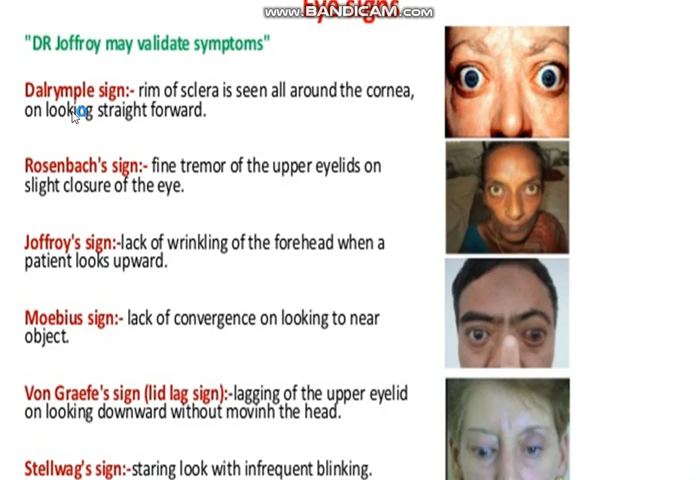 WWW.BANDICAM.COM
Eye signs
"DR Joffroy may validate symptoms"
Dalrymple sign:- rim of sclera is seen all around the cornea,
on looking straight forward.
Rosenbach's sign:- fine tremor of the upper eyelids on
slight closure of the eye.
Joffroy's sign:-lack of wrinkling of the forehead when a
patient looks upward.
Moebius sign:- lack of convergence on looking to near
object.
Von Graefe's sign (lid lag sign):-lagging of the upper eyelid
on looking downward without movinh the head.
Stellwag's sign:-staring look with infrequent blinking.